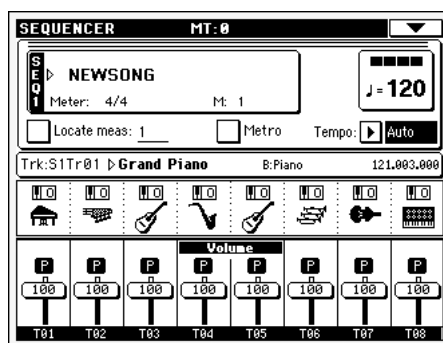 SEQUENCER MT:0
SEQ1
NEWSONG
Meter: 4/4 M: 1
♩=120
Locate meas: 1 Metro Tempo: Auto
Trk:S1Tr01 Grand Piano B:Piano 121.003.000
Volume
P P P P P P P P
100 100 100 100 100 100 100 100
T01 T02 T03 T04 T05 T06 T07 T08